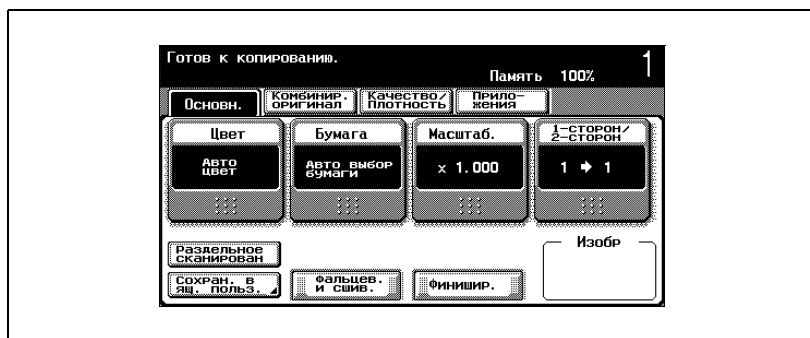 Готов к копированию.
Память 100% 1
Основн.
Комбинир.
оригинал
Качество/
Плотность
Прило-
жения
Цвет
Бумага
Масштаб.
1-сторон/
2-сторон
Авто
цвет
Авто выбор
бумаги
x 1.000
1 ➔ 1
Раздельное
сканирован
Изобр
Сохран. в
ящ. польз.
Фальцев.
и сшив.
Финишир.